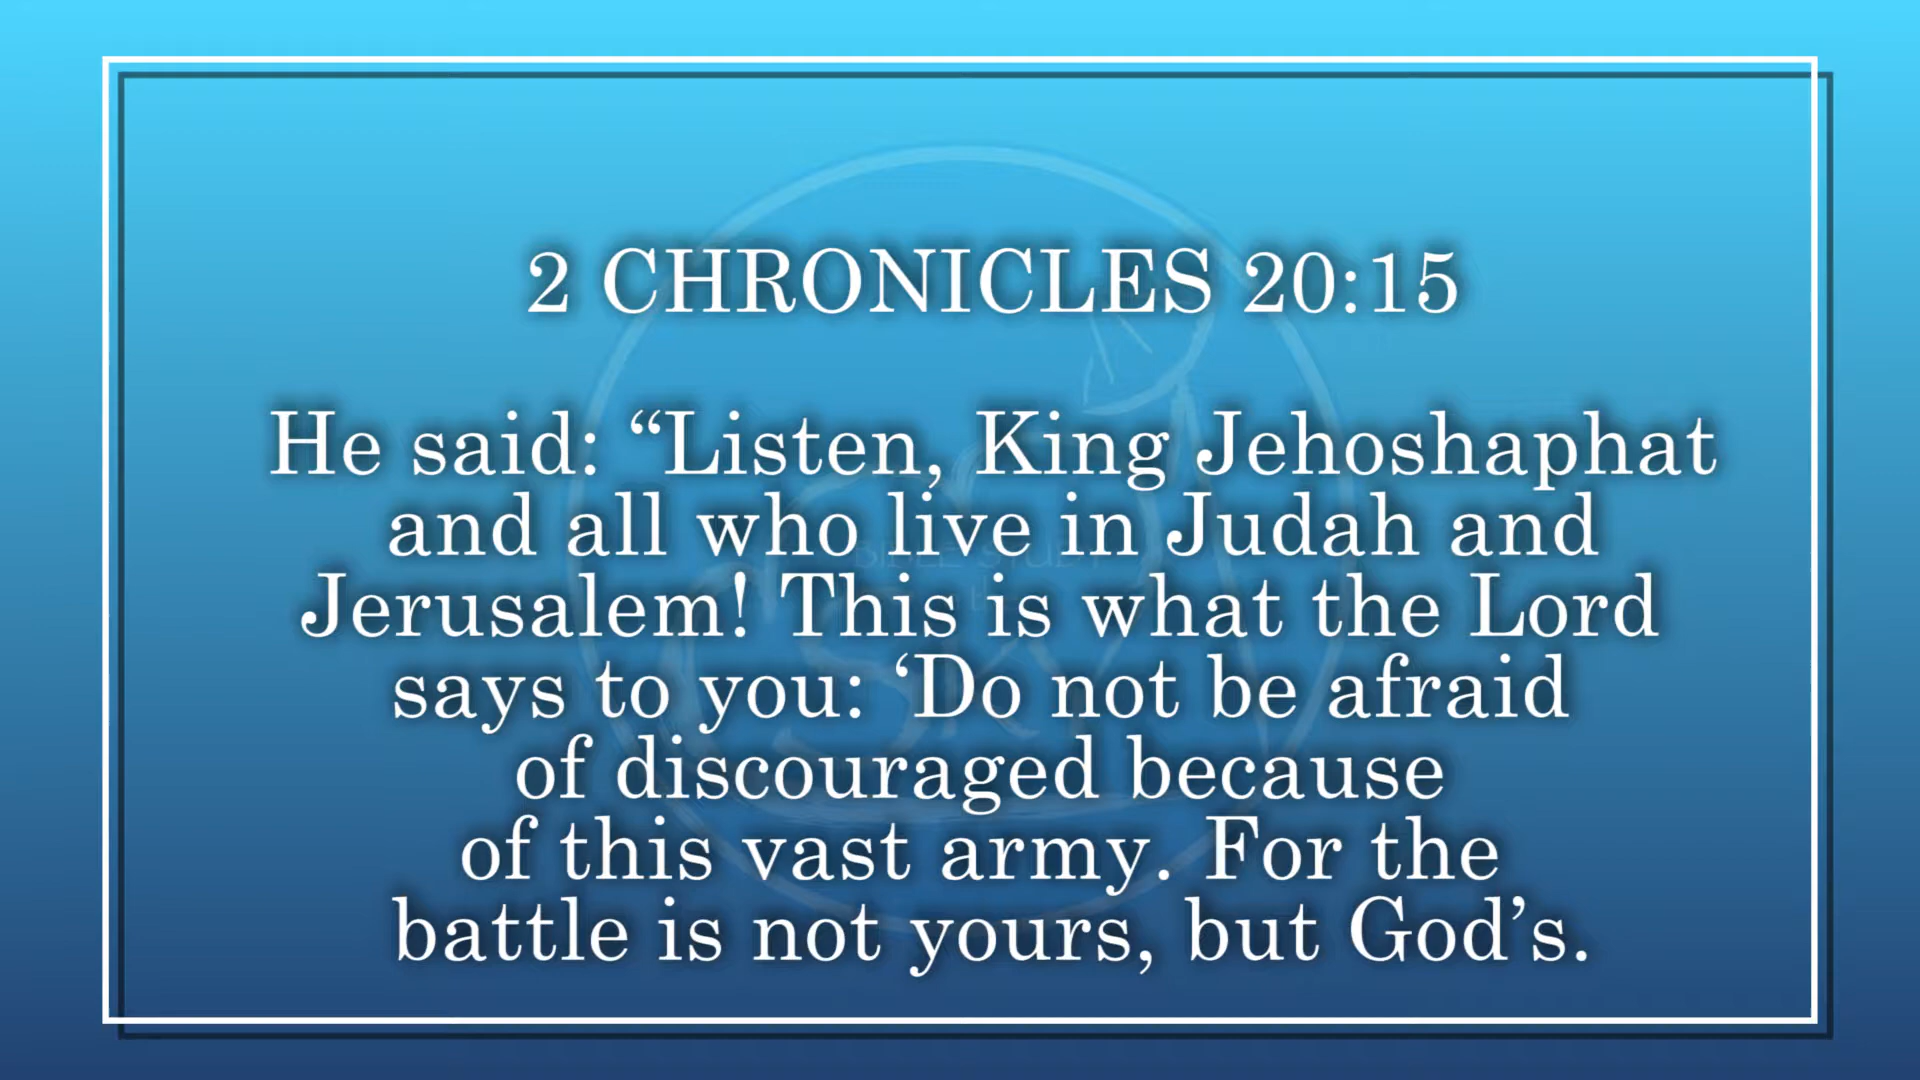 2 CHRONICLES 20:15
He said: “Listen, King Jehoshaphat
and all who live in Judah and
Jerusalem! This is what the Lord
says to you: ‘Do not be afraid
of discouraged because
of this vast army. For the
battle is not yours, but God’s.
BIBLE STUDY